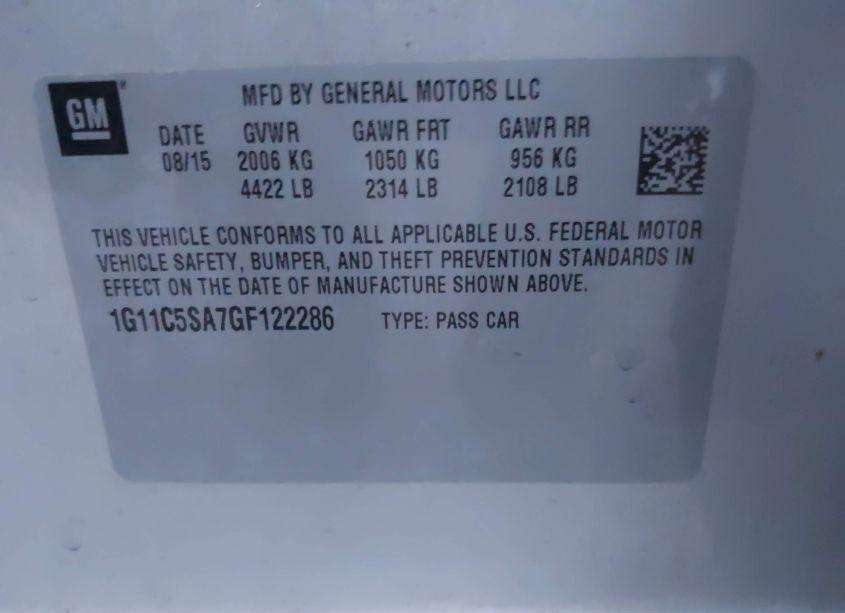 GM
MFD BY GENERAL MOTORS LLC
DATE GVWR GAWR FRT GAWR RR
08/15 2006 KG 1050 KG 956 KG
4422 LB 2314 LB 2108 LB
THIS VEHICLE CONFORMS TO ALL APPLICABLE U.S. FEDERAL MOTOR
VEHICLE SAFETY, BUMPER, AND THEFT PREVENTION STANDARDS IN
EFFECT ON THE DATE OF MANUFACTURE SHOWN ABOVE.
1G11C5SA7GF122286 TYPE: PASS CAR